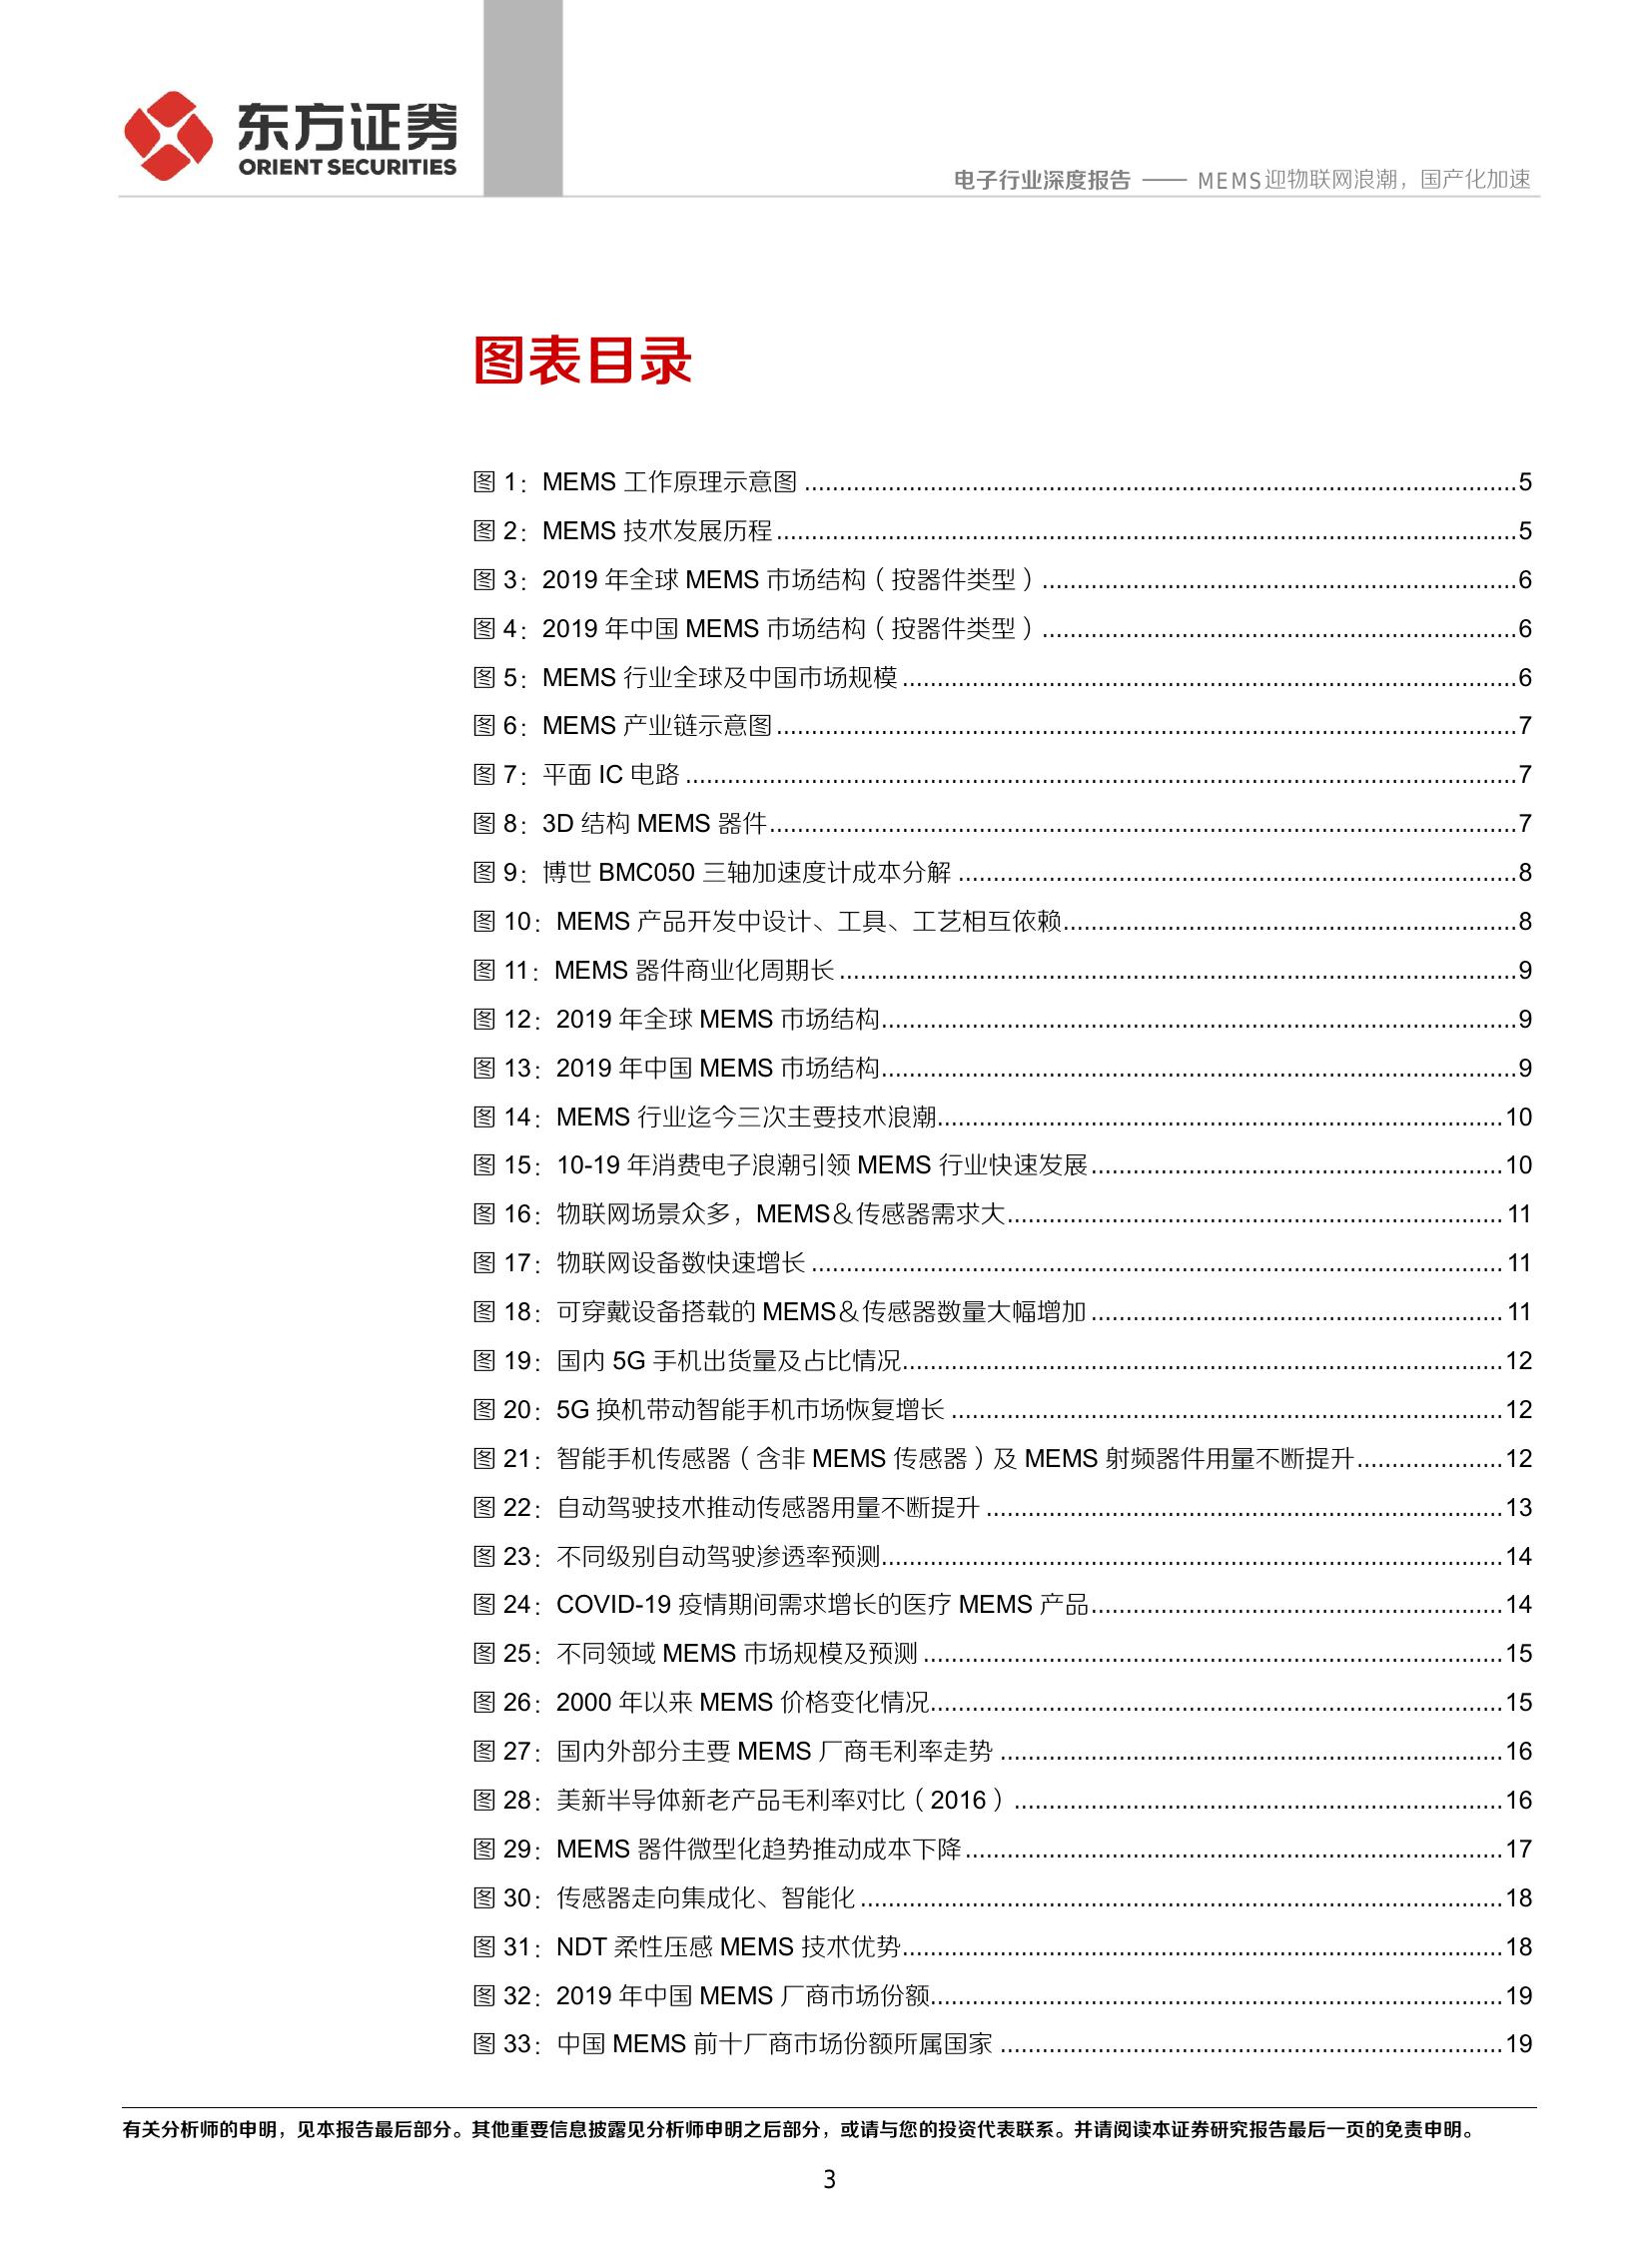 东方证券
ORIENT SECURITIES
电子行业深度报告 —— MEMS迎物联网浪潮，国产化加速
图表目录
图 1：MEMS 工作原理示意图 ........ 5
图 2：MEMS 技术发展历程 ........ 5
图 3：2019 年全球 MEMS 市场结构（按器件类型） ........ 6
图 4：2019 年中国 MEMS 市场结构（按器件类型） ........ 6
图 5：MEMS 行业全球及中国市场规模 ........ 6
图 6：MEMS 产业链示意图 ........ 7
图 7：平面 IC 电路 ........ 7
图 8：3D 结构 MEMS 器件 ........ 7
图 9：博世 BMC050 三轴加速度计成本分解 ........ 8
图 10：MEMS 产品开发中设计、工具、工艺相互依赖 ........ 8
图 11：MEMS 器件商业化周期长 ........ 9
图 12：2019 年全球 MEMS 市场结构 ........ 9
图 13：2019 年中国 MEMS 市场结构 ........ 9
图 14：MEMS 行业迄今三次主要技术浪潮 ........ 10
图 15：10-19 年消费电子浪潮引领 MEMS 行业快速发展 ........ 10
图 16：物联网场景众多，MEMS＆传感器需求大 ........ 11
图 17：物联网设备数快速增长 ........ 11
图 18：可穿戴设备搭载的 MEMS＆传感器数量大幅增加 ........ 11
图 19：国内 5G 手机出货量及占比情况 ........ 12
图 20：5G 换机带动智能手机市场恢复增长 ........ 12
图 21：智能手机传感器（含非 MEMS 传感器）及 MEMS 射频器件用量不断提升 ........ 12
图 22：自动驾驶技术推动传感器用量不断提升 ........ 13
图 23：不同级别自动驾驶渗透率预测 ........ 14
图 24：COVID-19 疫情期间需求增长的医疗 MEMS 产品 ........ 14
图 25：不同领域 MEMS 市场规模及预测 ........ 15
图 26：2000 年以来 MEMS 价格变化情况 ........ 15
图 27：国内外部分主要 MEMS 厂商毛利率走势 ........ 16
图 28：美新半导体新老产品毛利率对比（2016） ........ 16
图 29：MEMS 器件微型化趋势推动成本下降 ........ 17
图 30：传感器走向集成化、智能化 ........ 18
图 31：NDT 柔性压感 MEMS 技术优势 ........ 18
图 32：2019 年中国 MEMS 厂商市场份额 ........ 19
图 33：中国 MEMS 前十厂商市场份额所属国家 ........ 19
有关分析师的申明，见本报告最后部分。其他重要信息披露见分析师申明之后部分，或请与您的投资代表联系。并请阅读本证券研究报告最后一页的免责申明。
3